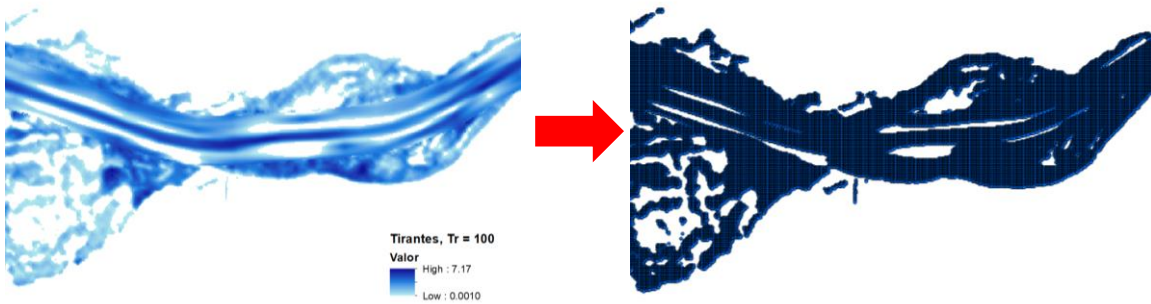 Tirantes, Tr = 100
Valor
High : 7.17
Low : 0.0010